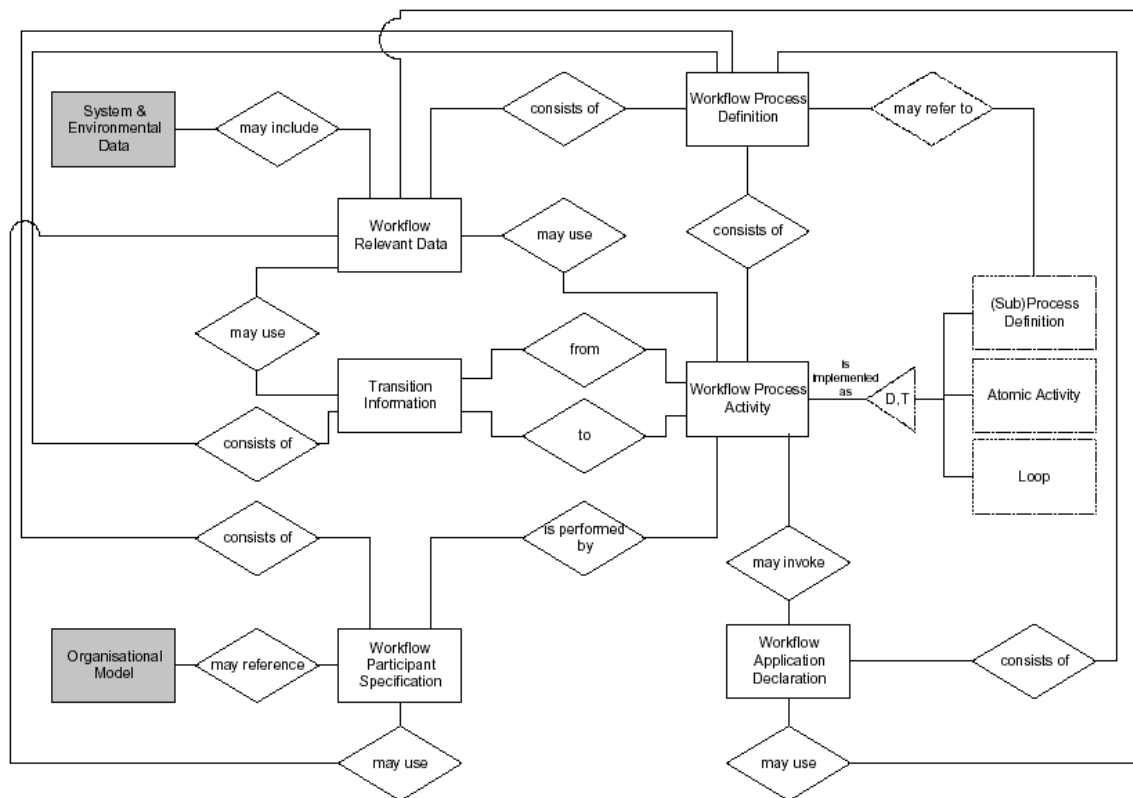 System &
Environmental
Data
may include
consists of
Workflow Process
Definition
may refer to
Workflow
Relevant Data
may use
consists of
may use
(Sub)Process
Definition
from
Transition
Information
Workflow Process
Activity
is
implemented
as
D,T
Atomic Activity
consists of
to
Loop
consists of
is performed
by
may invoke
Organisational
Model
may reference
Workflow
Participant
Specification
Workflow
Application
Declaration
consists of
may use
may use